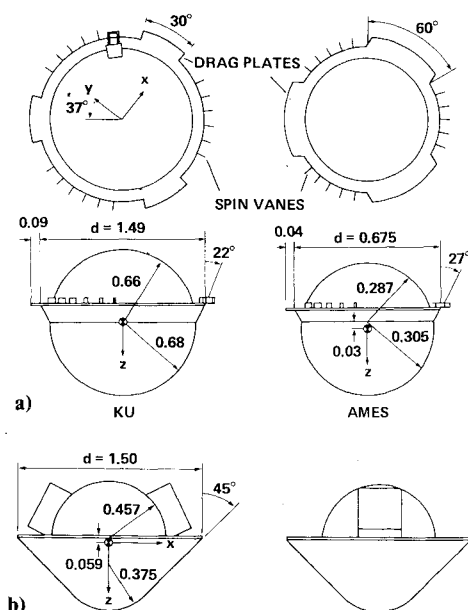 30°
60°
DRAG PLATES
x
y
37°
SPIN VANES
0.09
d = 1.49
22°
0.04
d = 0.675
27°
0.66
0.287
0.68
0.03
0.305
z
z
a)
KU
AMES
d = 1.50
45°
0.457
x
0.059
0.375
z
b)